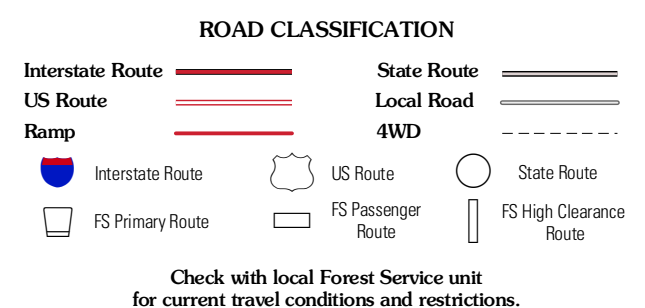 ROAD CLASSIFICATION
Interstate Route
State Route
US Route
Local Road
Ramp
4WD
Interstate Route
US Route
State Route
FS Primary Route
FS Passenger
Route
FS High Clearance
Route
Check with local Forest Service unit
for current travel conditions and restrictions.